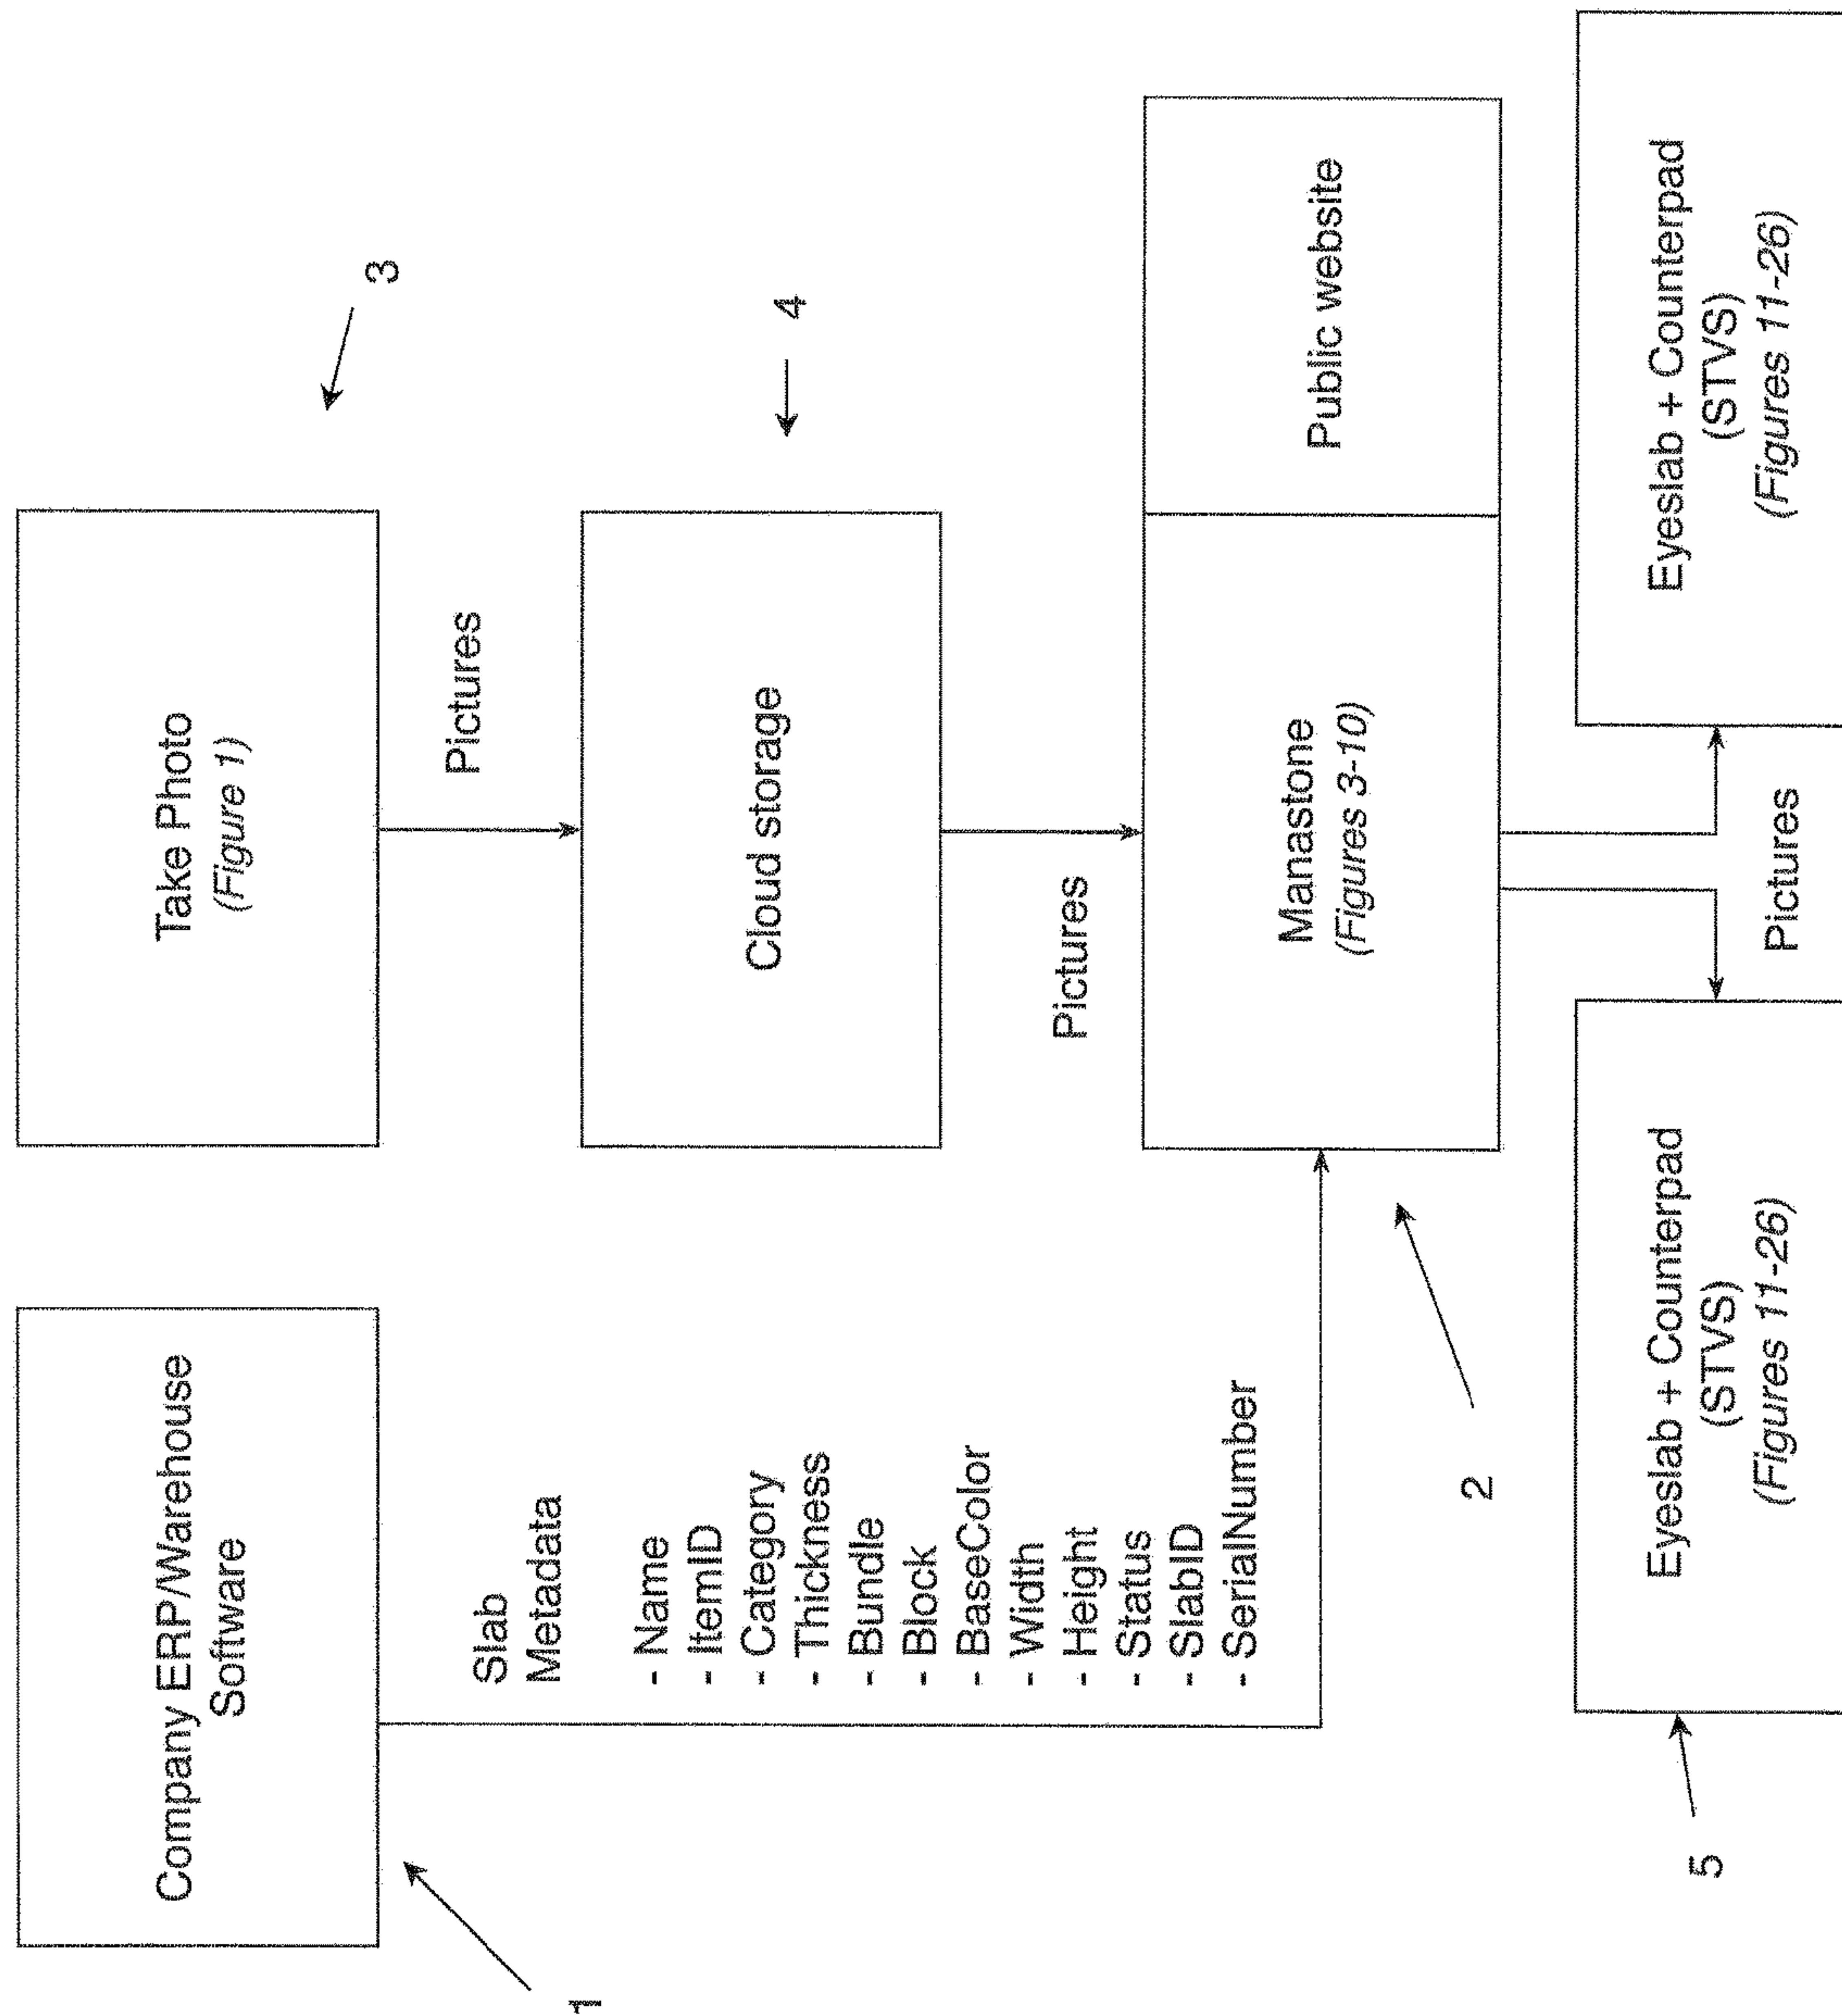 Company ERP/Warehouse
Software
1
Slab
Metadata
- Name
- ItemID
- Category
- Thickness
- Bundle
- Block
- BaseColor
- Width
- Height
- Status
- SlabID
- SerialNumber
Take Photo
(Figure 1)
3
Pictures
Cloud storage
4
Pictures
Manastone
(Figures 3-10)
Public website
2
Eyeslab + Counterpad
(STVS)
(Figures 11-26)
5
Pictures
Eyeslab + Counterpad
(STVS)
(Figures 11-26)